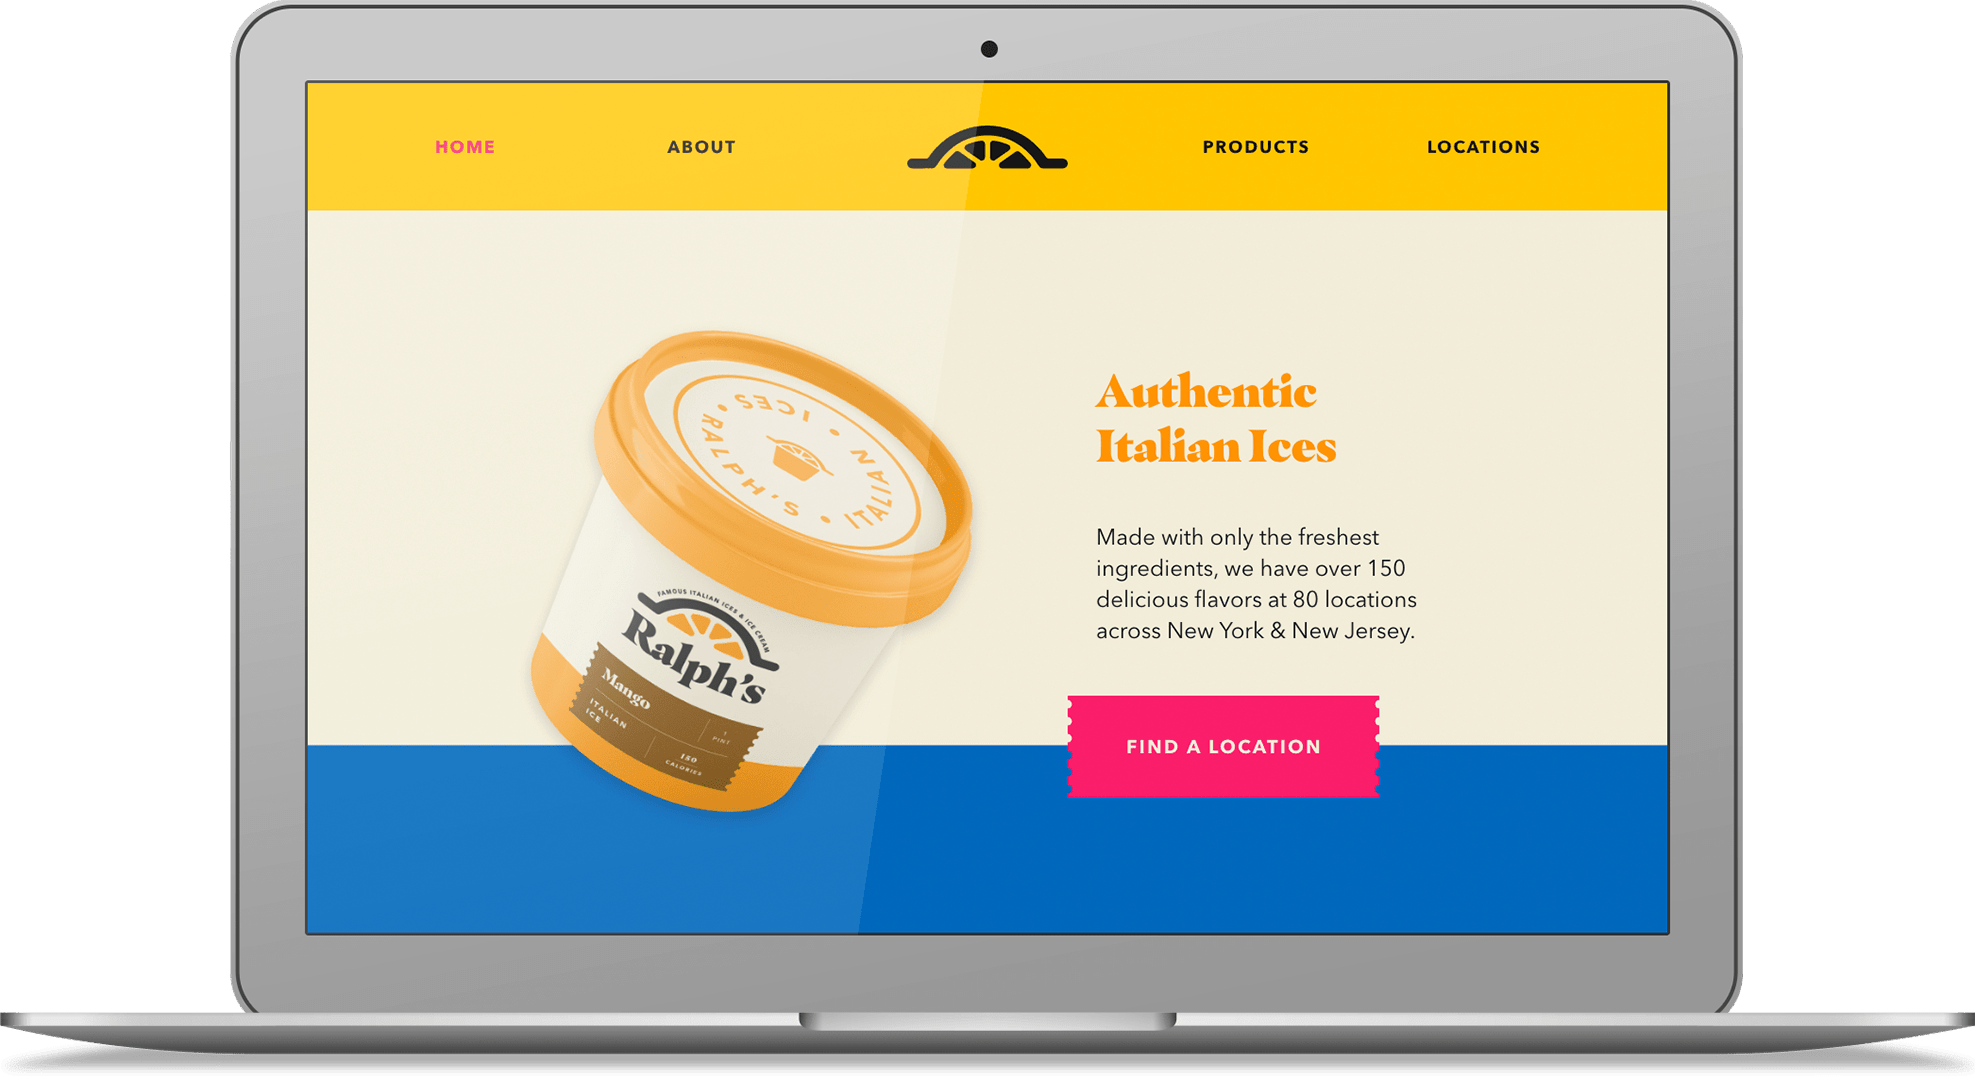 HOME
ABOUT
PRODUCTS
LOCATIONS
RALPH'S • ITALIAN • ICES •
Authentic
Italian Ices
Made with only the freshest
ingredients, we have over 150
delicious flavors at 80 locations
across New York & New Jersey.
FAMOUS ITALIAN ICES & ICE CREAM
Ralph's
Mango
ITALIAN
ICE
1
PINT
150
CALORIES
FIND A LOCATION